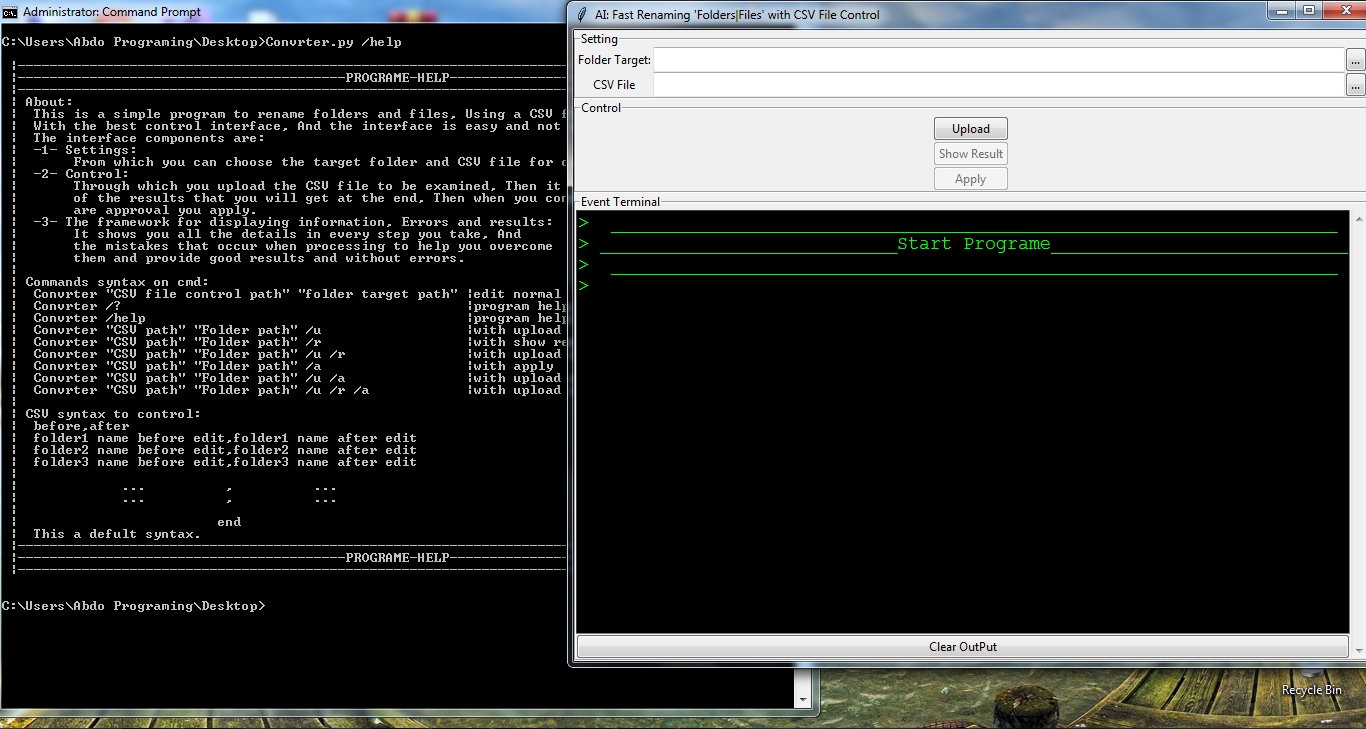 Administrator: Command Prompt
C:\Users\Abdo Programing\Desktop>Convrter.py /help
PROGRAME-HELP
About:
This is a simple program to rename folders and files, Using a CSV
With the best control interface, And the interface is easy and not
The interface components are:
-1- Settings:
From which you can choose the target folder and CSV file for
-2- Control:
Through which you upload the CSV file to be examined, Then it
of the results that you will get at the end, Then when you
are approval you apply.
-3- The framework for displaying information, Errors and results:
It shows you all the details in every step you take, And
the mistakes that occur when processing to help you overcome
them and provide good results and without errors.
Commands syntax on cmd:
Convrter "CSV file control path" "folder target path" |edit normal
Convrter /? |program help
Convrter /help |program help
Convrter "CSV path" "Folder path" /u |with upload
Convrter "CSV path" "Folder path" /r |with show
Convrter "CSV path" "Folder path" /u /r |with upload
Convrter "CSV path" "Folder path" /a |with apply
Convrter "CSV path" "Folder path" /u /a |with upload
Convrter "CSV path" "Folder path" /u /r /a |with upload
CSV syntax to control:
before,after
folder1 name before edit,folder1 name after edit
folder2 name before edit,folder2 name after edit
folder3 name before edit,folder3 name after edit
... , ...
... , ...
end
This a defult syntax.
PROGRAME-HELP
C:\Users\Abdo Programing\Desktop>
AI: Fast Renaming 'Folders|Files' with CSV File Control
Setting
Folder Target: ...
CSV File ...
Control
Upload
Show Result
Apply
Event Terminal
>
> Start Programe
>
>
Clear OutPut
Recycle Bin